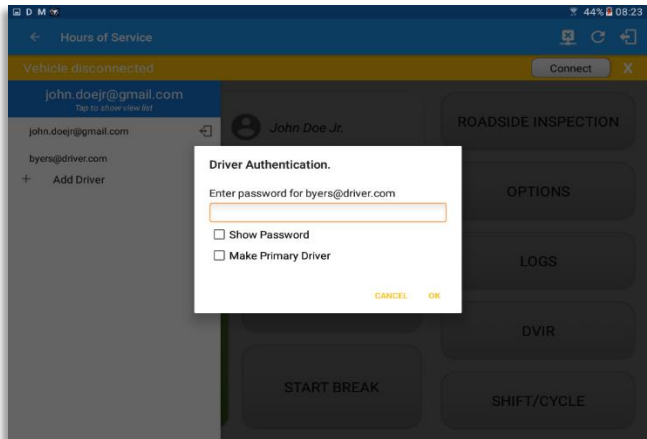 D M 44% 08:23
Hours of Service
Vehicle disconnected Connect X
john.doejr@gmail.com
Tap to show view list
john.doejr@gmail.com
byers@driver.com
+ Add Driver
John Doe Jr.
Driver Authentication.
Enter password for byers@driver.com
Show Password
Make Primary Driver
CANCEL OK
START BREAK
ROADSIDE INSPECTION
OPTIONS
LOGS
DVIR
SHIFT/CYCLE